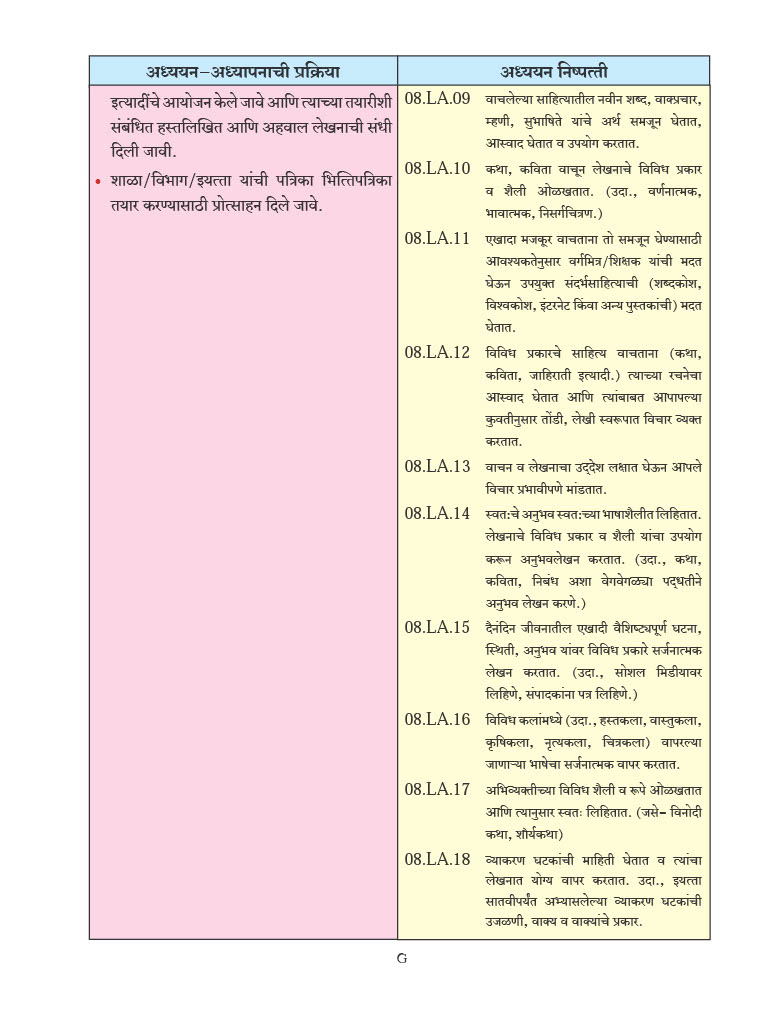 अध्ययन–अध्यापनाची प्रक्रिया
इत्यादींचे आयोजन केले जावे आणि त्याच्या तयारीशी
संबंधित हस्तलिखित आणि अहवाल लेखनाची संधी
दिली जावी.
• शाळा/विभाग/इयत्ता यांची पत्रिका भित्तिपत्रिका
तयार करण्यासाठी प्रोत्साहन दिले जावे.
अध्ययन निष्पत्ती
08.LA.09 वाचलेल्या साहित्यातील नवीन शब्द, वाक्प्रचार,
म्हणी, सुभाषिते यांचे अर्थ समजून घेतात,
आस्वाद घेतात व उपयोग करतात.
08.LA.10 कथा, कविता वाचून लेखनाचे विविध प्रकार
व शैली ओळखतात. (उदा., वर्णनात्मक,
भावात्मक, निसर्गचित्रण.)
08.LA.11 एखादा मजकूर वाचताना तो समजून घेण्यासाठी
आवश्यकतेनुसार वर्गमित्र/शिक्षक यांची मदत
घेऊन उपयुक्त संदर्भसाहित्याची (शब्दकोश,
विश्वकोश, इंटरनेट किंवा अन्य पुस्तकांची) मदत
घेतात.
08.LA.12 विविध प्रकारचे साहित्य वाचताना (कथा,
कविता, जाहिराती इत्यादी.) त्याच्या रचनेचा
आस्वाद घेतात आणि त्यांबाबत आपापल्या
कुवतीनुसार तोंडी, लेखी स्वरूपात विचार व्यक्त
करतात.
08.LA.13 वाचन व लेखनाचा उद्देश लक्षात घेऊन आपले
विचार प्रभावीपणे मांडतात.
08.LA.14 स्वत:चे अनुभव स्वत:च्या भाषाशैलीत लिहितात.
लेखनाचे विविध प्रकार व शैली यांचा उपयोग
करून अनुभवलेखन करतात. (उदा., कथा,
कविता, निबंध अशा वेगवेगळ्या पद्धतीने
अनुभव लेखन करणे.)
08.LA.15 दैनंदिन जीवनातील एखादी वैशिष्ट्यपूर्ण घटना,
स्थिती, अनुभव यांवर विविध प्रकारे सर्जनात्मक
लेखन करतात. (उदा., सोशल मिडीयावर
लिहिणे, संपादकांना पत्र लिहिणे.)
08.LA.16 विविध कलांमध्ये (उदा., हस्तकला, वास्तुकला,
कृषिकला, नृत्यकला, चित्रकला) वापरल्या
जाणाऱ्या भाषेचा सर्जनात्मक वापर करतात.
08.LA.17 अभिव्यक्तीच्या विविध शैली व रूपे ओळखतात
आणि त्यानुसार स्वतः लिहितात. (जसे– विनोदी
कथा, शौर्यकथा)
08.LA.18 व्याकरण घटकांची माहिती घेतात व त्यांचा
लेखनात योग्य वापर करतात. उदा., इयत्ता
सातवीपर्यंत अभ्यासलेल्या व्याकरण घटकांची
उजळणी, वाक्य व वाक्यांचे प्रकार.
G